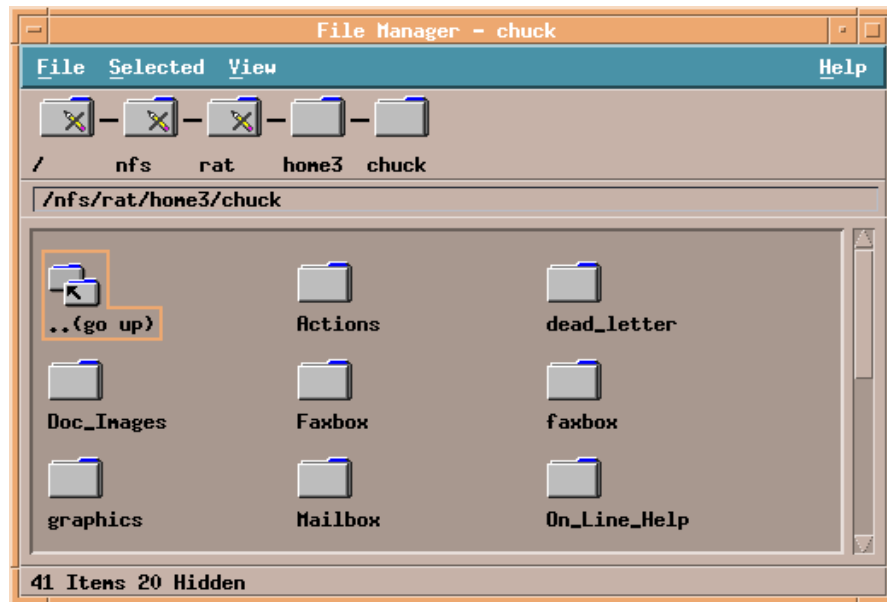 File Manager - chuck
File Selected View Help
/ nfs rat home3 chuck
/nfs/rat/home3/chuck
..(go up) Actions dead_letter
Doc_Images Faxbox faxbox
graphics Mailbox On_Line_Help
41 Items 20 Hidden